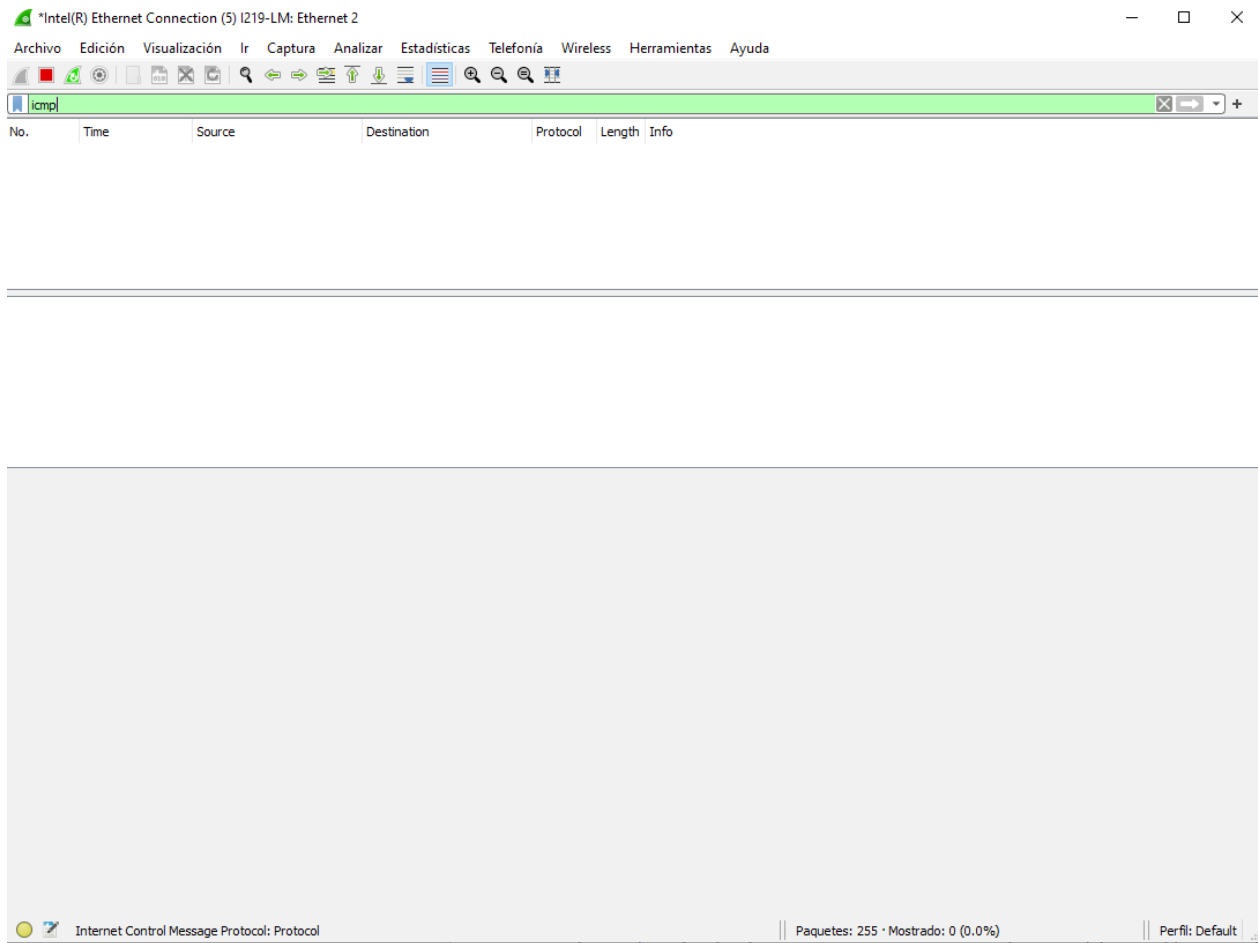 *Intel(R) Ethernet Connection (5) I219-LM: Ethernet 2
Archivo Edición Visualización Ir Captura Analizar Estadísticas Telefonía Wireless Herramientas Ayuda
icmp
No. Time Source Destination Protocol Length Info
Internet Control Message Protocol: Protocol Paquetes: 255 · Mostrado: 0 (0.0%) Perfil: Default